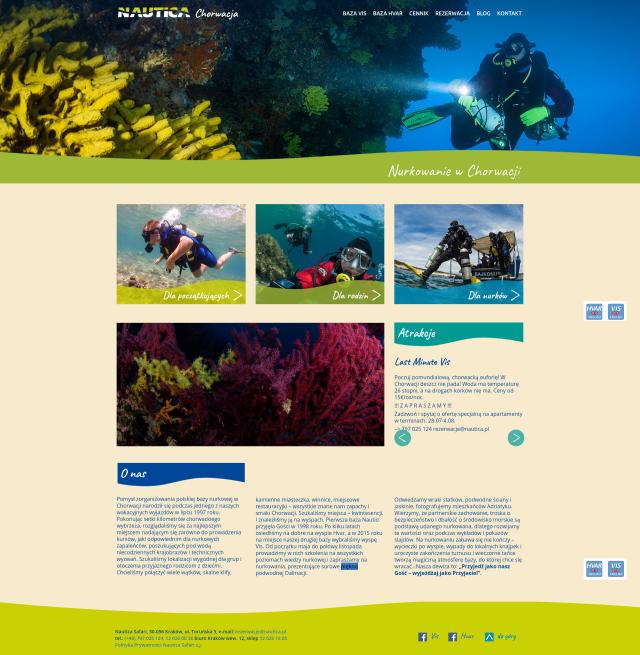 NAUTICA Chorwacja
BAZA VIS BAZA HVAR CENNIK REZERWACJA BLOG KONTAKT
Nurkowanie w Chorwacji
Dla początkujących
Dla rodzin
Dla nurków
HVAR VIS
Atrakcje
Last Minute Vis
Poczuj pomundialową, chorwacką euforię! W
Chorwacji deszcz nie pada! Woda ma temperaturę
26 stopni, a na drogach korków nie ma. Ceny od
15€/os/noc.
!!! Z A P R A S Z A M Y !!!
Zadzwoń i spytaj o ofertę specjalną na apartamenty
w terminach: 28.07-4.08.
797 025 124 rezerwacje@nautica.pl
O nas
Pomysł zorganizowania polskiej bazy nurkowej w
Chorwacji narodził się podczas jednego z naszych
wakacyjnych wyjazdów w lipcu 1997 roku.
Pokonując setki kilometrów chorwackiego
wybrzeża, rozglądaliśmy się za najlepszym
miejscem nadającym się zarówno do prowadzenia
kursów, jaki odpowiednim dla nurkowych
zapaleńców, poszukujących pod wodą
niecodziennych krajobrazów i technicznych
wyzwań. Szukaliśmy lokalizacji wygodnej dla grup i
otoczenia przyjaznego rodzicom z dziećmi.
Chcieliśmy połączyć wiele wątków, skalne klify,
kamienne miasteczka, winnice, miejscowe
restauracyjki – wszystkie znane nam zapachy i
smaki Chorwacji. Szukaliśmy miejsca – kwintesencji.
I znaleźliśmy ją na wyspach. Pierwsza baza Nautici
przyjęła Gości w 1998 roku. Po kilku latach
osiedliśmy na dobre na wyspie Hvar, a w 2015 roku
na miejsce naszej drugiej bazy wybraliśmy wyspę
Vis. Od początku maja do połowy listopada
prowadzimy w nich szkolenia na wszystkich
poziomach wiedzy nurkowej i zapraszamy na
nurkowania, prezentujące surowe piękno
podwodnej Dalmacji.
Odwiedzamy wraki statków, podwodne ściany i
jaskinie, fotografujemy mieszkańców Adriatyku.
Wierzymy, że partnerskie zachowanie, troska o
bezpieczeństwo i dbałość o środowisko morskie są
podstawą udanego nurkowania, dlatego rozwijamy
te wartości oraz podczas wykładów i pokazów
slajdów. Na nurkowaniu zabawa się nie kończy –
wycieczki po wyspie, wypady do lokalnych knajpek i
uroczyste zakończenia turnusu i wieczorne tańce
tworzą magiczną atmosferę bazy, do której chce się
wracać...Nasza dewiza to: „Przyjedź jako nasz
Gość – wyjeżdżaj jako Przyjaciel".
HVAR VIS
Nautica Safari, 30-056 Kraków, ul. Toruńska 5, e-mail: rezerwacje@nautica.pl
Polityka Prywatności Nautica Safari s.j.
Vis Hvar do góry